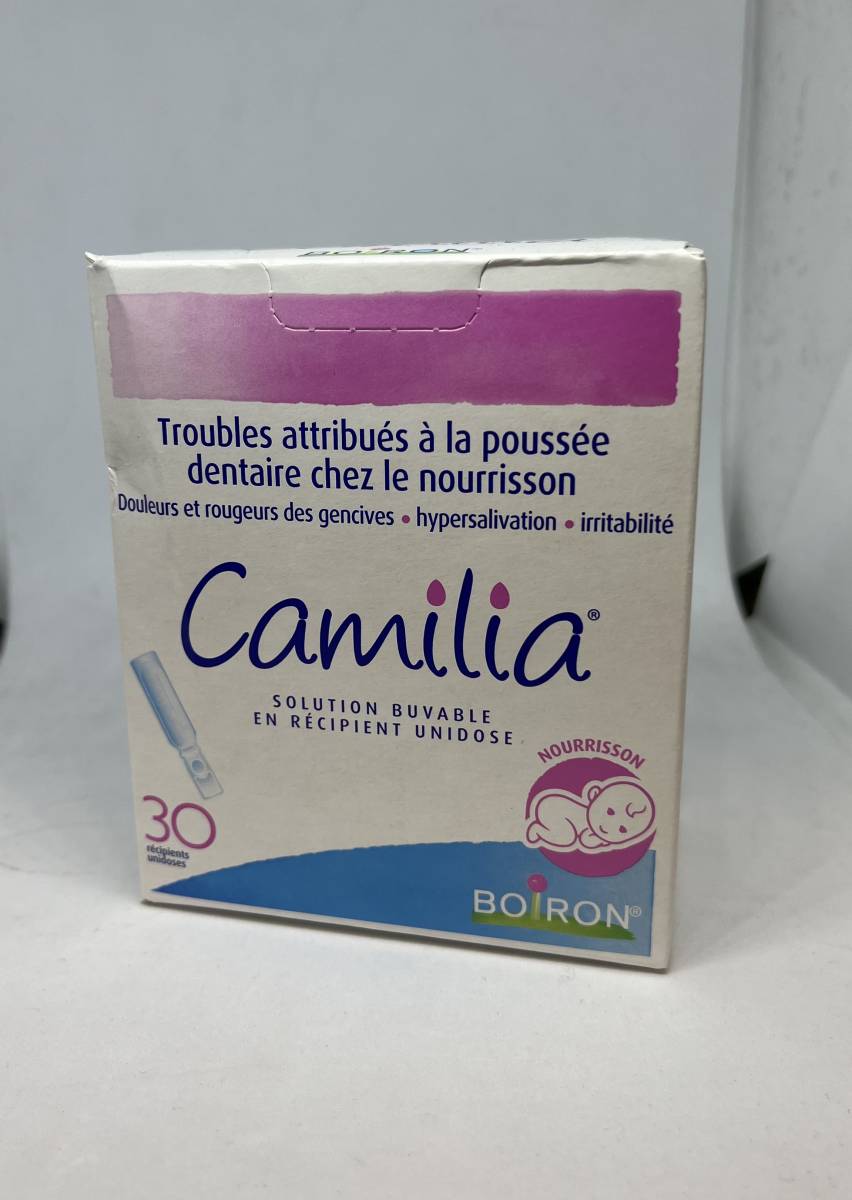 BOIRON
Troubles attribués à la poussée
dentaire chez le nourrisson
Douleurs et rougeurs des gencives • hypersalivation • irritabilité
Camilia®
SOLUTION BUVABLE
EN RÉCIPIENT UNIDOSE
NOURRISSON
30
récipients
unidoses
BOIRON®